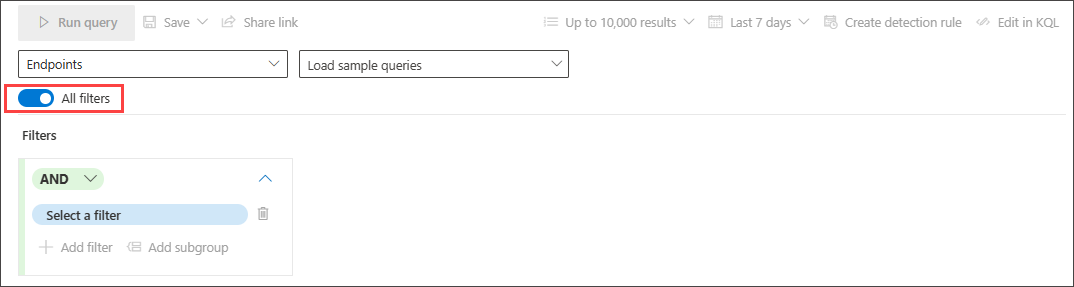 Run query Save Share link Up to 10,000 results Last 7 days Create detection rule Edit in KQL
Endpoints Load sample queries
All filters
Filters
AND
Select a filter
Add filter Add subgroup